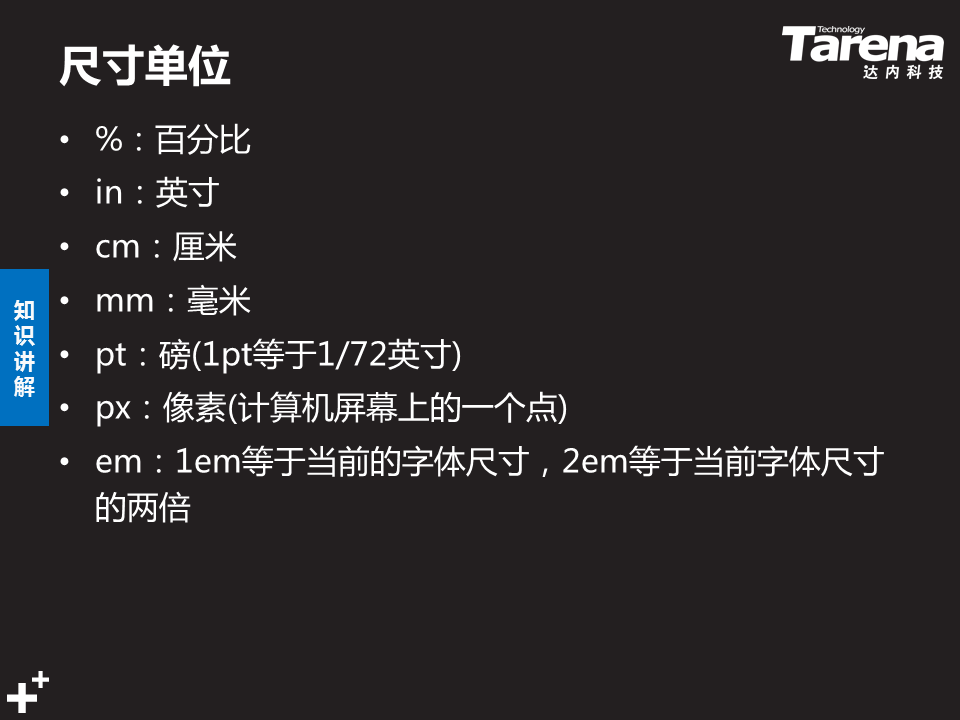 尺寸单位
Technology
Tarena
达内科技
• %：百分比
• in：英寸
• cm：厘米
• mm：毫米
• pt：磅(1pt等于1/72英寸)
• px：像素(计算机屏幕上的一个点)
• em：1em等于当前的字体尺寸，2em等于当前字体尺寸
的两倍
知
识
讲
解